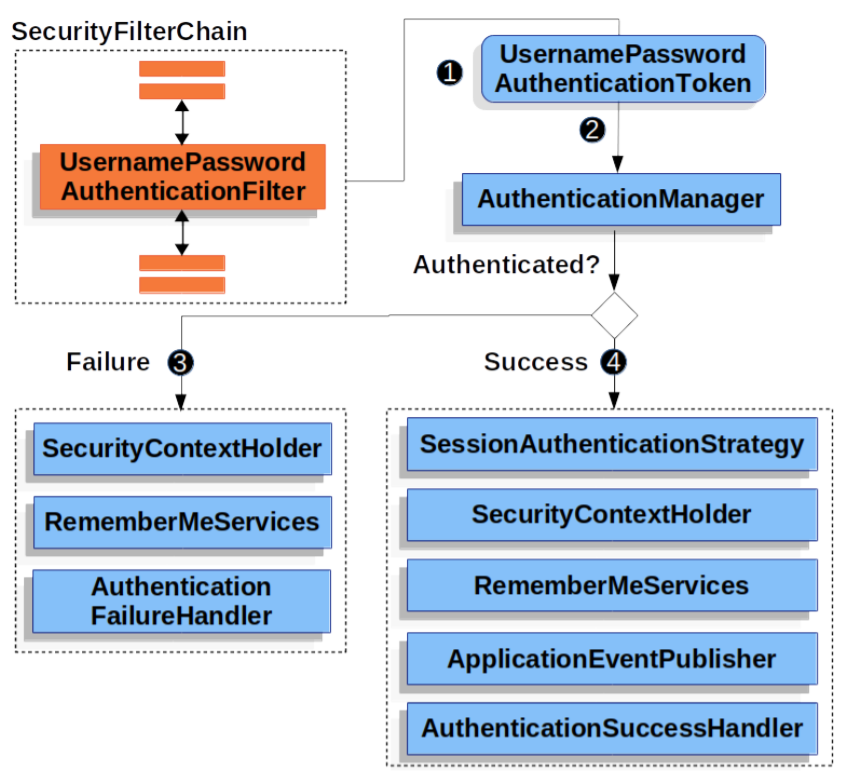 SecurityFilterChain
UsernamePassword
AuthenticationFilter
1
UsernamePassword
AuthenticationToken
2
AuthenticationManager
Authenticated?
Failure 3
Success 4
SecurityContextHolder
RememberMeServices
Authentication
FailureHandler
SessionAuthenticationStrategy
SecurityContextHolder
RememberMeServices
ApplicationEventPublisher
AuthenticationSuccessHandler